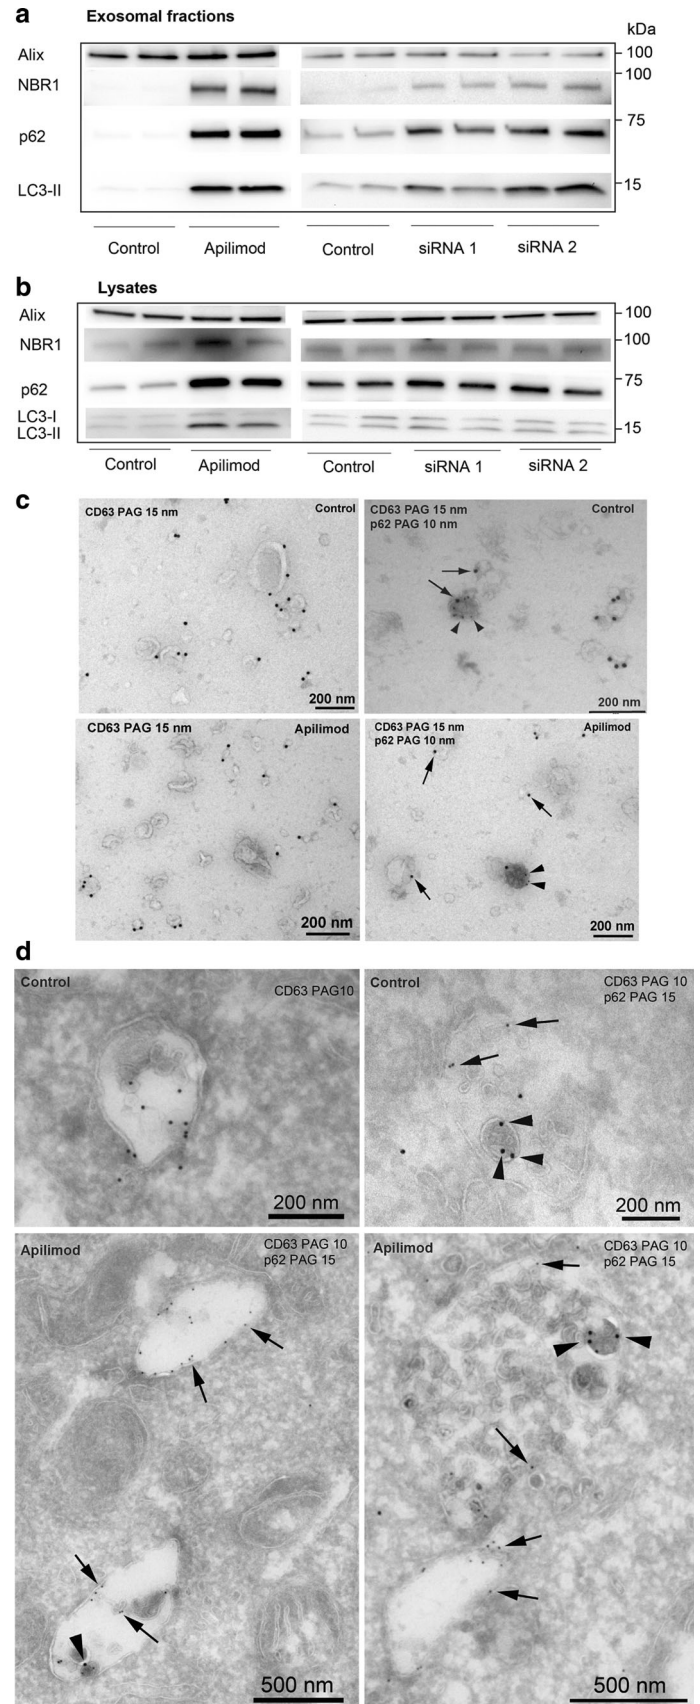 a
Exosomal fractions
kDa
Alix
100
NBR1
100
p62
75
LC3-II
15
Control
Apilimod
Control
siRNA 1
siRNA 2
b
Lysates
Alix
100
NBR1
100
p62
75
LC3-I
LC3-II
15
Control
Apilimod
Control
siRNA 1
siRNA 2
c
CD63 PAG 15 nm
Control
200 nm
CD63 PAG 15 nm
p62 PAG 10 nm
Control
200 nm
CD63 PAG 15 nm
Apilimod
200 nm
CD63 PAG 15 nm
p62 PAG 10 nm
Apilimod
200 nm
d
Control
CD63 PAG10
200 nm
Control
CD63 PAG 10
p62 PAG 15
200 nm
Apilimod
CD63 PAG 10
p62 PAG 15
500 nm
Apilimod
CD63 PAG 10
p62 PAG 15
500 nm